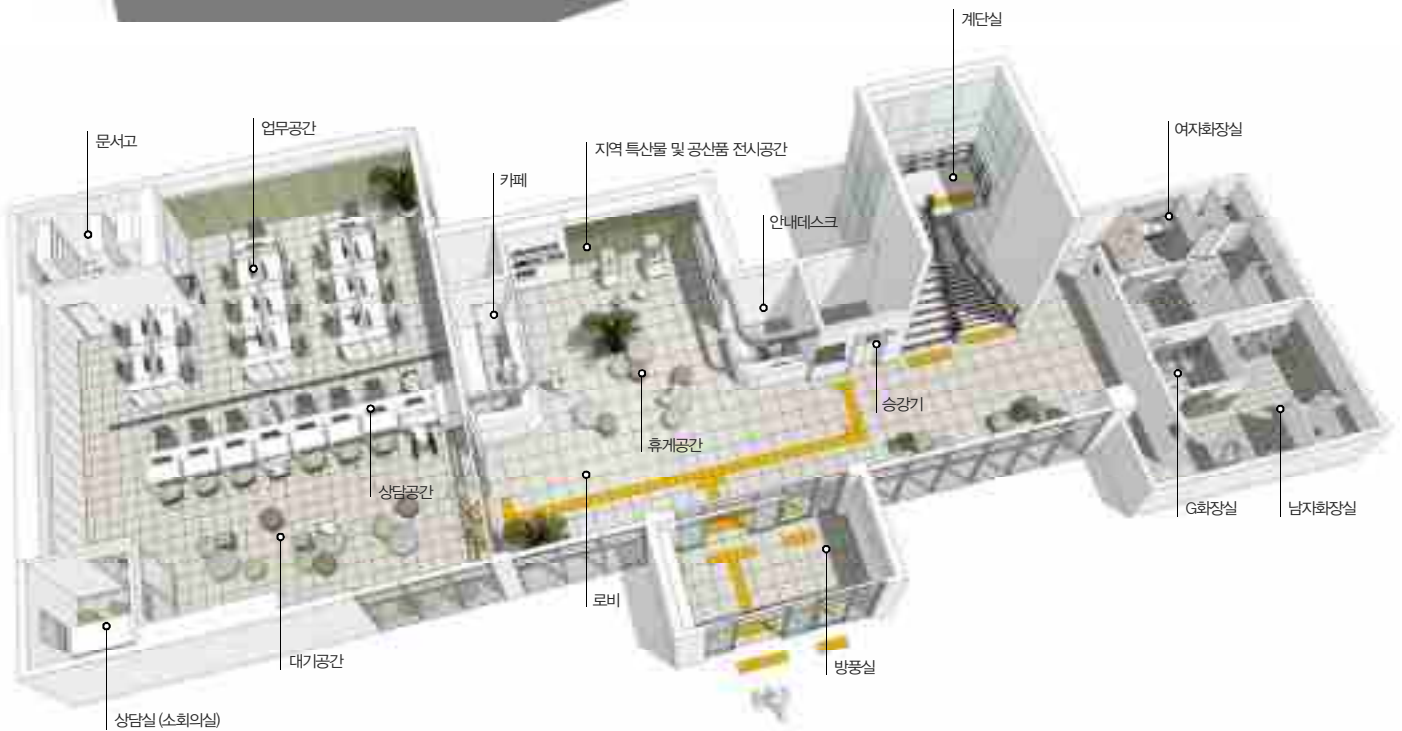 계단실
문서고
업무공간
여자화장실
지역 특산물 및 공산품 전시공간
카페
안내데스크
승강기
휴게공간
상담공간
G화장실
남자화장실
로비
대기공간
방풍실
상담실 (소회의실)